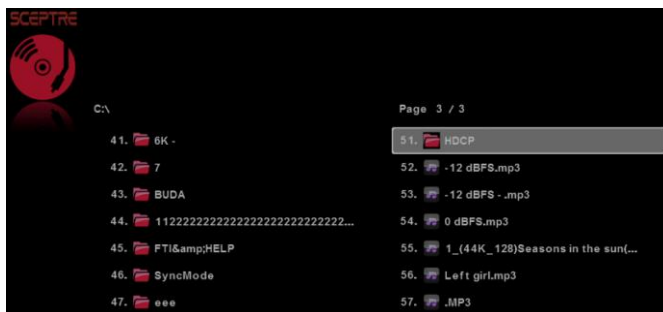 SCEPTRE
C:\
Page 3 / 3
41. 6K -
42. 7
43. BUDA
44. 1122222222222222222222222222...
45. FTI&amp;HELP
46. SyncMode
47. eee
51. HDCP
52. -12 dBFS.mp3
53. -12 dBFS - .mp3
54. 0 dBFS.mp3
55. 1_(44K_128)Seasons in the sun(...
56. Left girl.mp3
57. .MP3